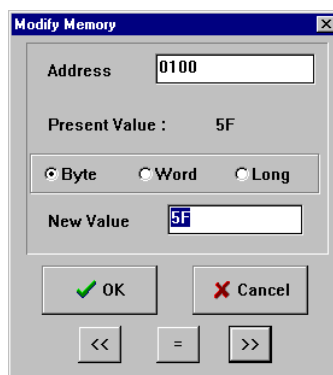 Modify Memory
Address 0100
Present Value : 5F
Byte Word Long
New Value 5F
OK Cancel
<< = >>